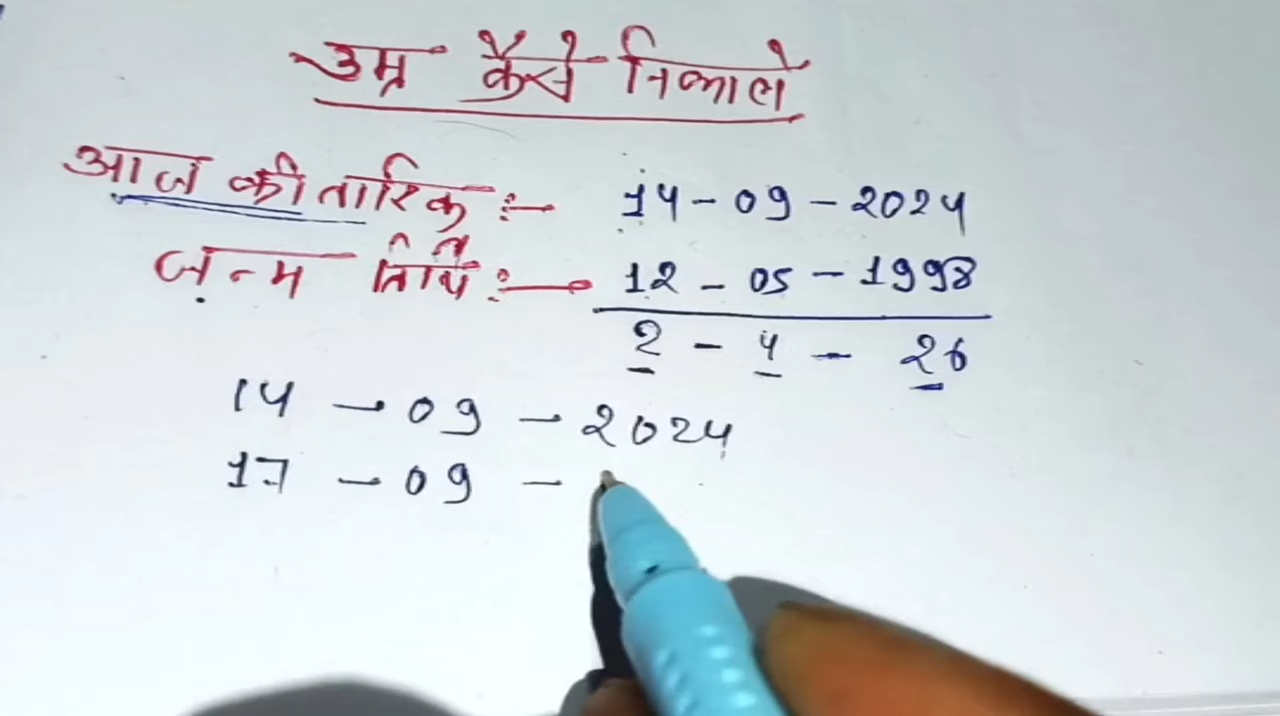 उम्र कैसे निकाले
आज की तारिक :- 14-09-2024
जन्म तिथि :- 12-05-1998
2-4-26
14-09-2024
17-09-